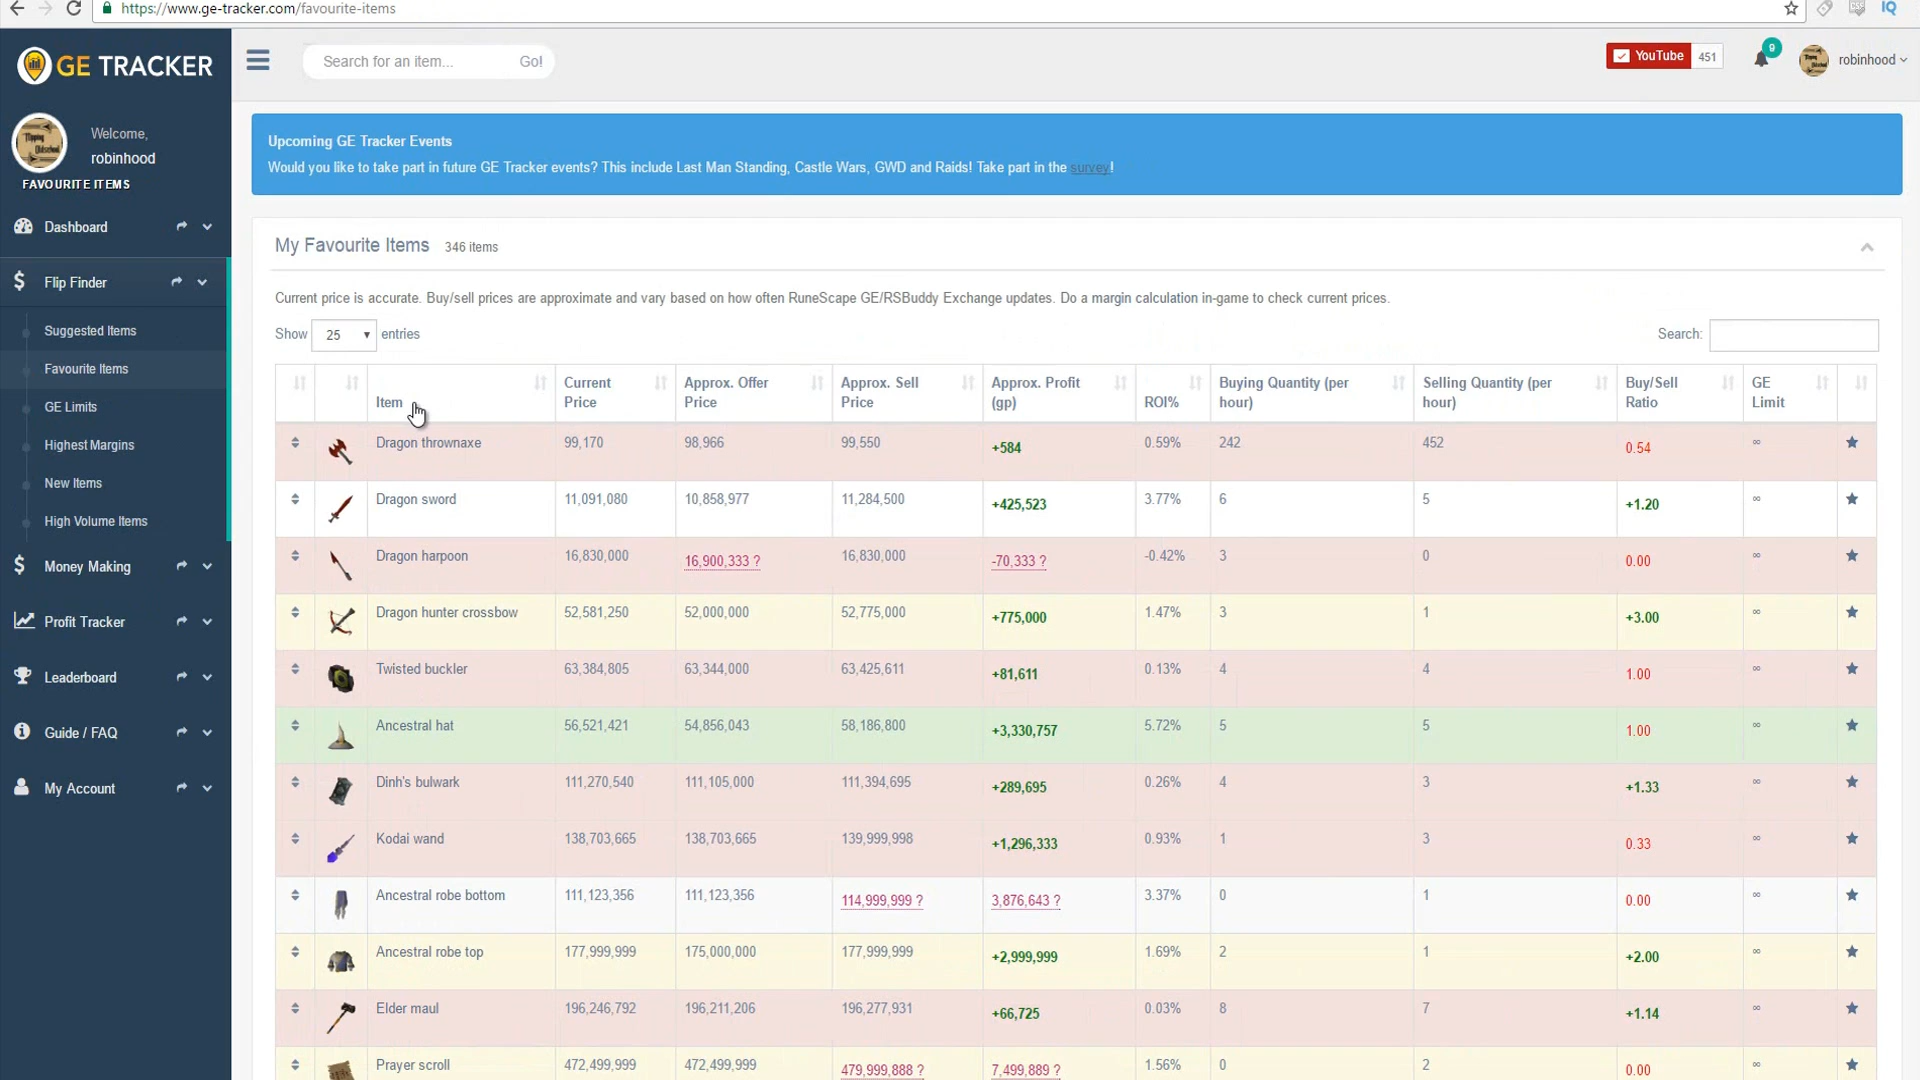 https://www.ge-tracker.com/favourite-items
GE TRACKER
Search for an item... Go!
YouTube 451
9
robinhood
Welcome,
robinhood
FAVOURITE ITEMS
Dashboard
Flip Finder
Suggested Items
Favourite Items
GE Limits
Highest Margins
New Items
High Volume Items
Money Making
Profit Tracker
Leaderboard
Guide / FAQ
My Account
Upcoming GE Tracker Events
Would you like to take part in future GE Tracker events? This include Last Man Standing, Castle Wars, GWD and Raids! Take part in the survey!
My Favourite Items 346 items
Current price is accurate. Buy/sell prices are approximate and vary based on how often RuneScape GE/RSBuddy Exchange updates. Do a margin calculation in-game to check current prices.
Show 25 entries
Search:
Item
Current Price
Approx. Offer Price
Approx. Sell Price
Approx. Profit (gp)
ROI%
Buying Quantity (per hour)
Selling Quantity (per hour)
Buy/Sell Ratio
GE Limit
Dragon thrownaxe 99,170 98,966 99,550 +584 0.59% 242 452 0.54 ∞
Dragon sword 11,091,080 10,858,977 11,284,500 +425,523 3.77% 6 5 +1.20 ∞
Dragon harpoon 16,830,000 16,900,333 ? 16,830,000 -70,333 ? -0.42% 3 0 0.00 ∞
Dragon hunter crossbow 52,581,250 52,000,000 52,775,000 +775,000 1.47% 3 1 +3.00 ∞
Twisted buckler 63,384,805 63,344,000 63,425,611 +81,611 0.13% 4 4 1.00 ∞
Ancestral hat 56,521,421 54,856,043 58,186,800 +3,330,757 5.72% 5 5 1.00 ∞
Dinh's bulwark 111,270,540 111,105,000 111,394,695 +289,695 0.26% 4 3 +1.33 ∞
Kodai wand 138,703,665 138,703,665 139,999,998 +1,296,333 0.93% 1 3 0.33 ∞
Ancestral robe bottom 111,123,356 111,123,356 114,999,999 ? 3,876,643 ? 3.37% 0 1 0.00 ∞
Ancestral robe top 177,999,999 175,000,000 177,999,999 +2,999,999 1.69% 2 1 +2.00 ∞
Elder maul 196,246,792 196,211,206 196,277,931 +66,725 0.03% 8 7 +1.14 ∞
Prayer scroll 472,499,999 472,499,999 479,999,888 ? 7,499,889 ? 1.56% 0 2 0.00 ∞